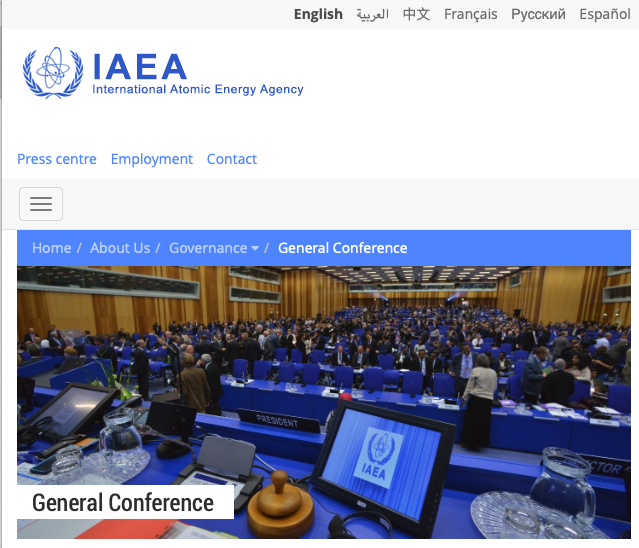 English العربية 中文 Français Русский Español
IAEA
International Atomic Energy Agency
Press centre Employment Contact
Home / About Us / Governance / General Conference
PRESIDENT
IAEA
CTOR
General Conference